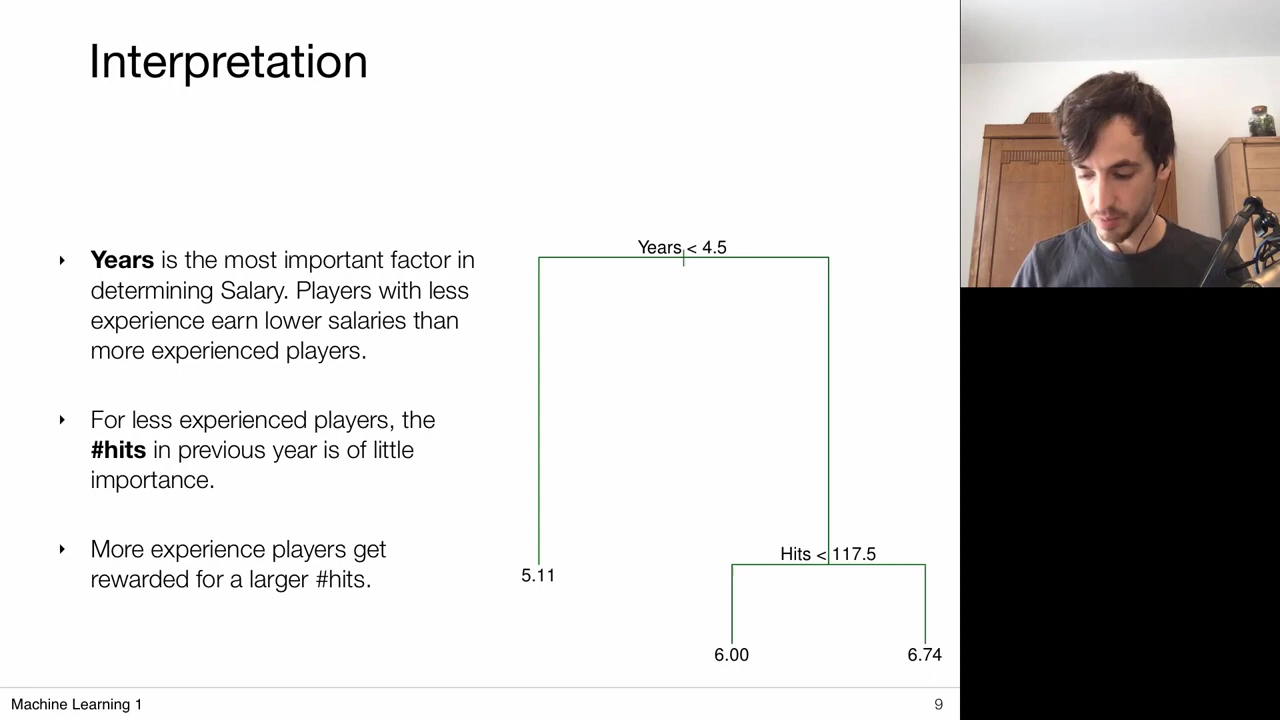 Interpretation
Years is the most important factor in
determining Salary. Players with less
experience earn lower salaries than
more experienced players.
For less experienced players, the
#hits in previous year is of little
importance.
More experience players get
rewarded for a larger #hits.
Years < 4.5
5.11
Hits < 117.5
6.00
6.74
Machine Learning 1
9